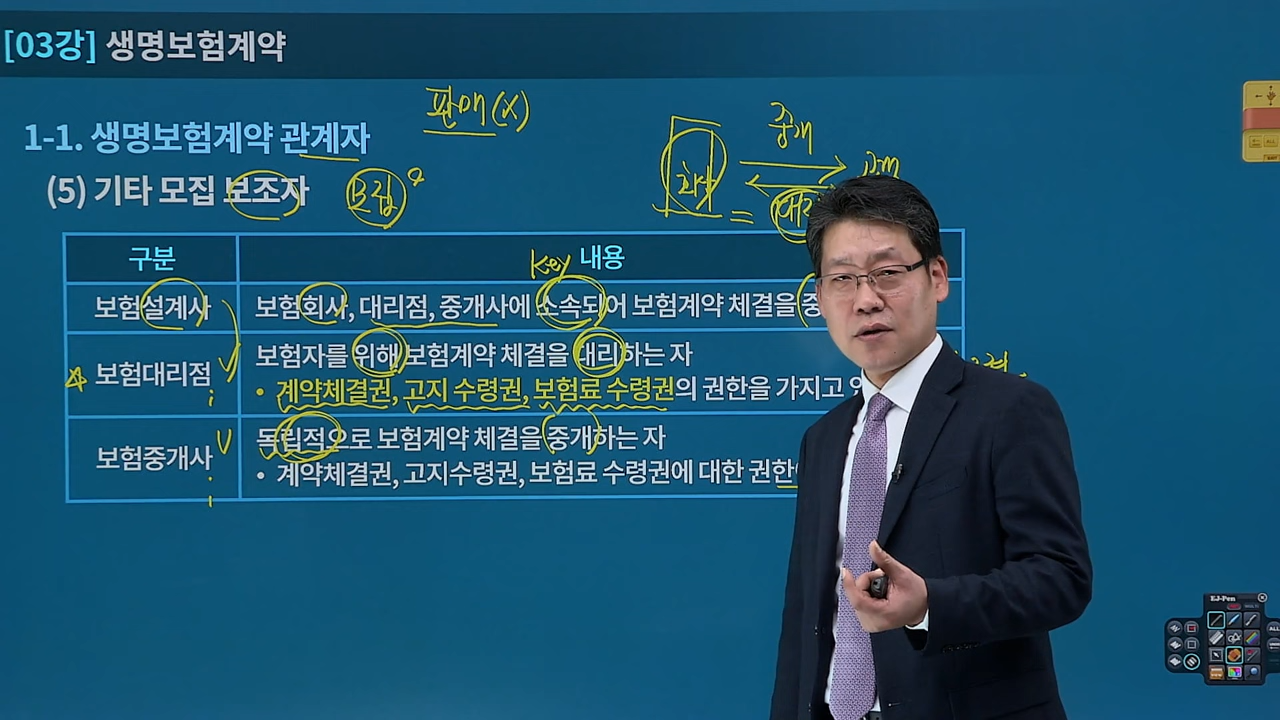 [03강] 생명보험계약
판매(X)
1-1. 생명보험계약 관계자
중개
(5) 기타 모집 보조자
모집
회사
구분
Key 내용
보험설계사
보험회사, 대리점, 중개사에 소속되어 보험계약 체결을
보험대리점
보험자를 위해 보험계약 체결을 대리하는 자
• 계약체결권, 고지 수령권, 보험료 수령권의 권한을 가지고
보험중개사
독립적으로 보험계약 체결을 중개하는 자
• 계약체결권, 고지수령권, 보험료 수령권에 대한 권한
EJ-Pen